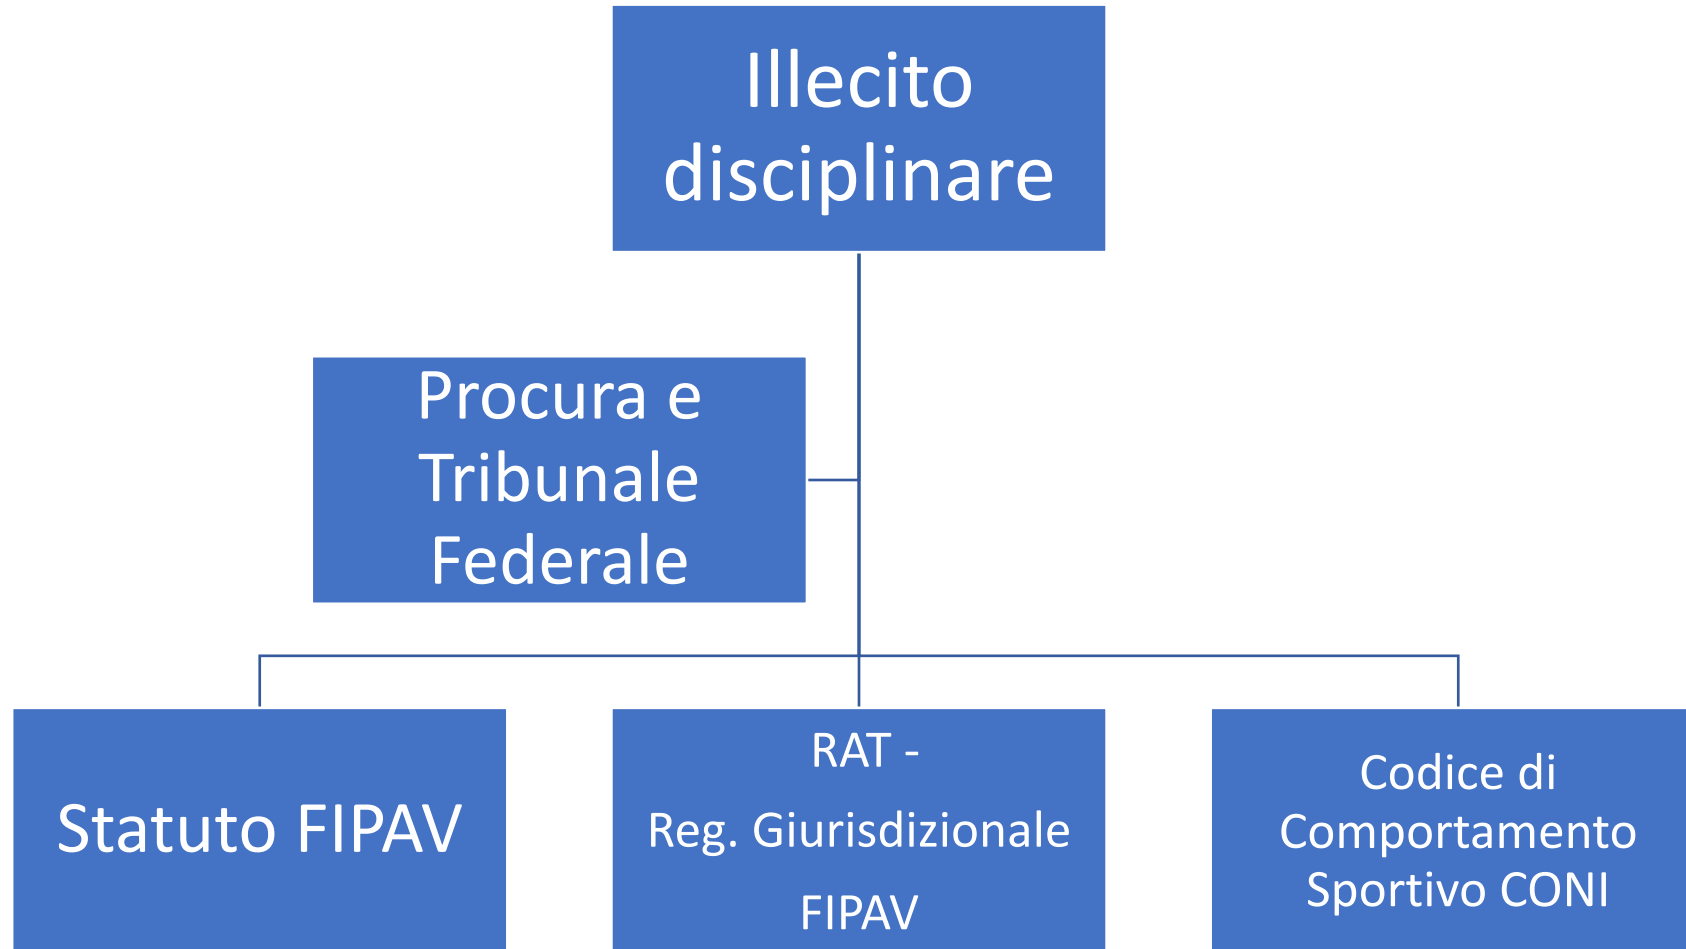 Illecito
disciplinare
Procura e
Tribunale
Federale
Statuto FIPAV
RAT -
Reg. Giurisdizionale
FIPAV
Codice di
Comportamento
Sportivo CONI